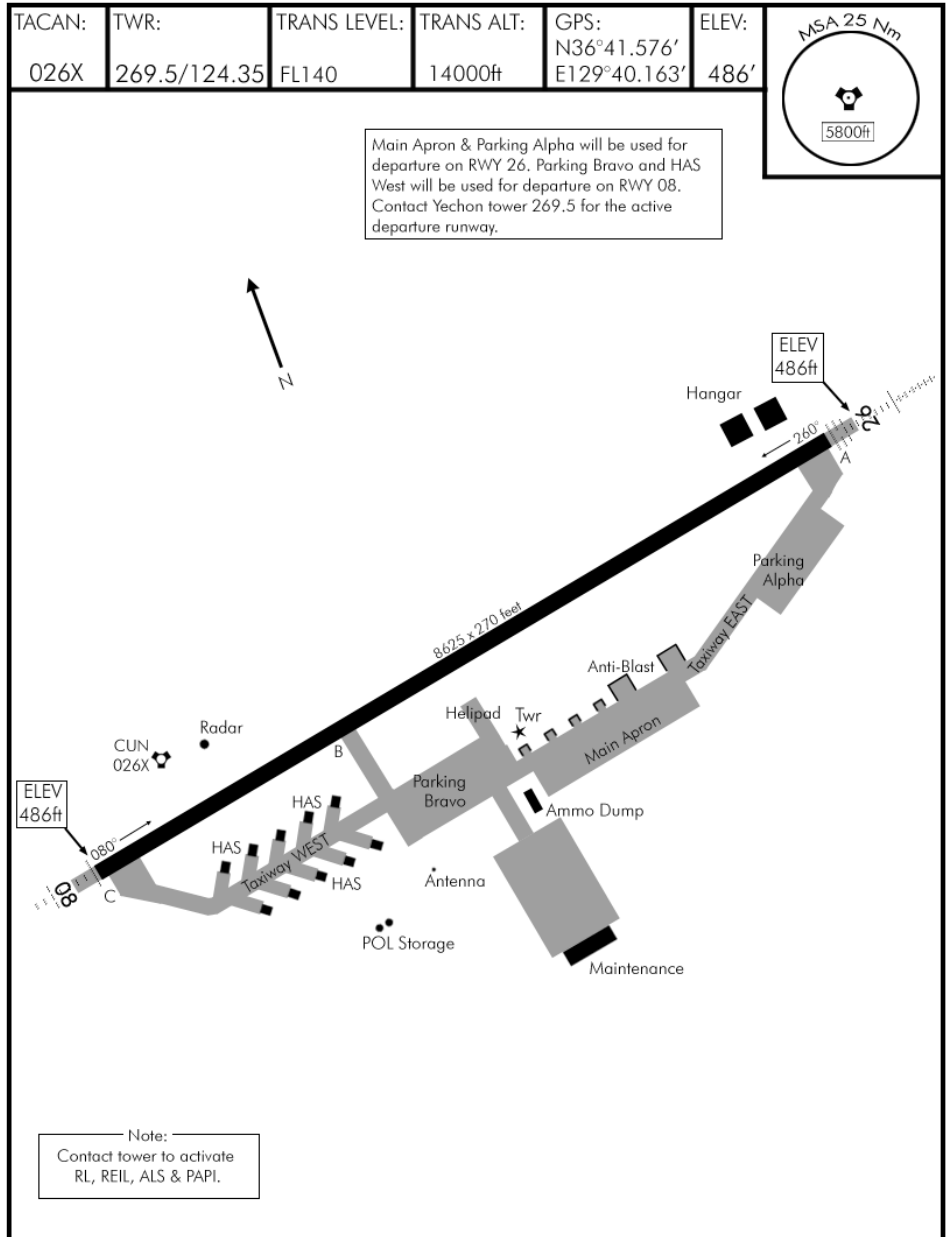 TACAN:
026X
TWR:
269.5/124.35
TRANS LEVEL:
FL140
TRANS ALT:
14000ft
GPS:
N36°41.576′
E129°40.163′
ELEV:
486′
MSA 25 Nm
5800ft
Main Apron & Parking Alpha will be used for
departure on RWY 26. Parking Bravo and HAS
West will be used for departure on RWY 08.
Contact Yechon tower 269.5 for the active
departure runway.
N
ELEV
486ft
Hangar
26
260°
A
Parking
Alpha
8625 x 270 feet
Taxiway EAST
Anti-Blast
Helipad
Twr
Main Apron
Radar
CUN
026X
B
Parking
Bravo
ELEV
486ft
HAS
Ammo Dump
080°
HAS
Taxiway WEST
HAS
Antenna
08
C
POL Storage
Maintenance
Note:
Contact tower to activate
RL, REIL, ALS & PAPI.